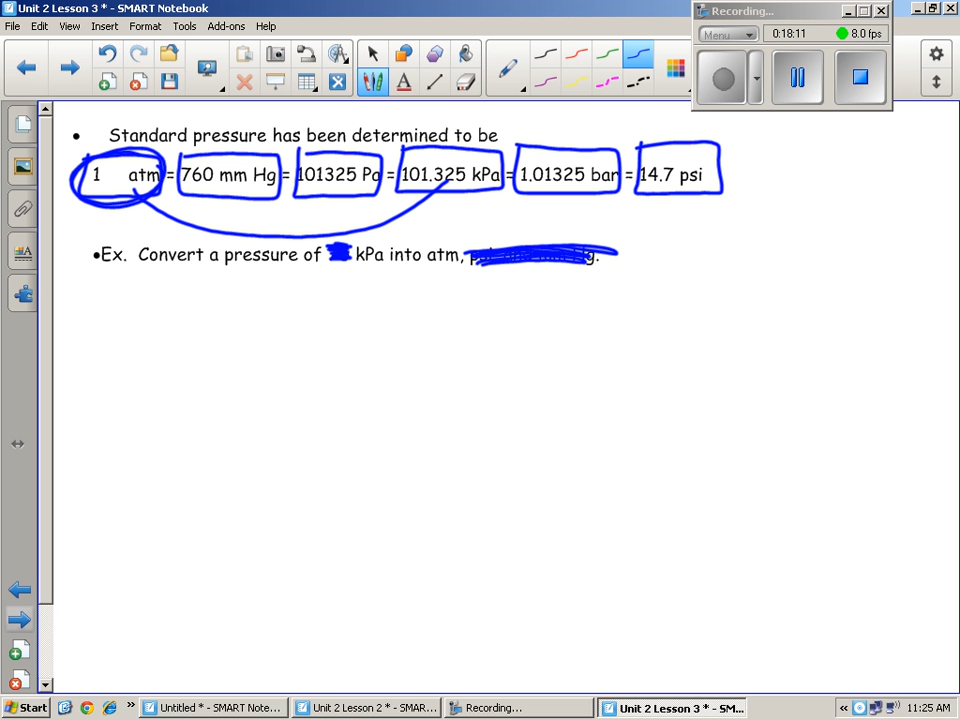 Unit 2 Lesson 3 * - SMART Notebook
Recording...
File Edit View Insert Format Tools Add-ons Help
Menu 0:18:11 8.0 fps
• Standard pressure has been determined to be
1 atm = 760 mm Hg = 101325 Pa = 101.325 kPa = 1.01325 bar = 14.7 psi
•Ex. Convert a pressure of kPa into atm,
Start » Untitled * - SMART Note... Unit 2 Lesson 2 * - SMAR... Recording... Unit 2 Lesson 3 * - SM... « 11:25 AM